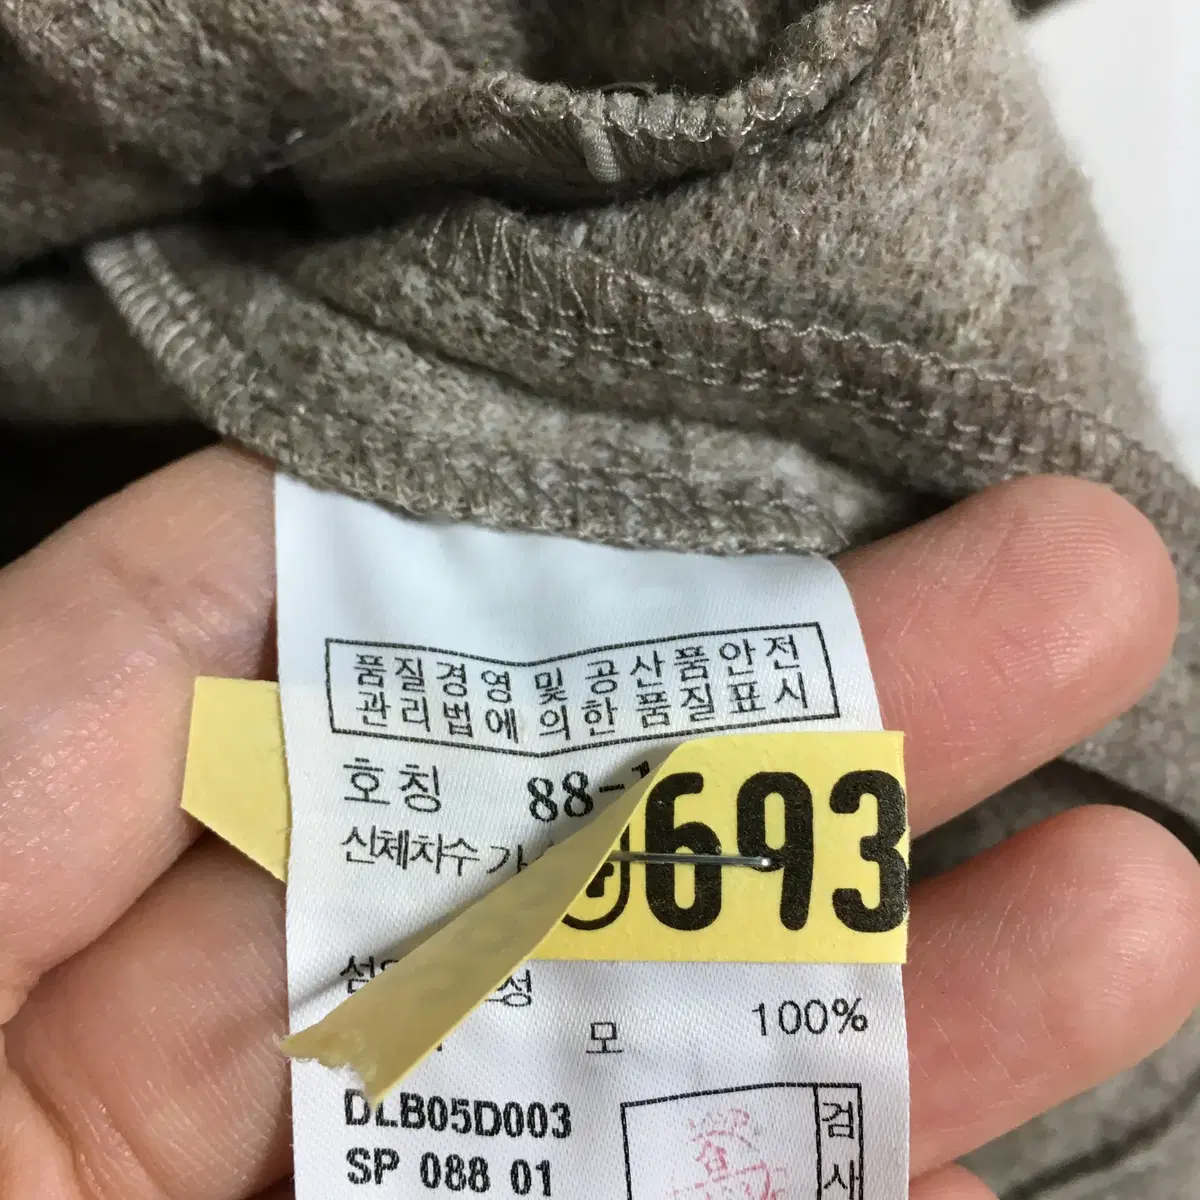 품질경영 및 공산품안전
관리법에 의한 품질표시
호칭 88-
신체치수
693
모 100%
DLB05D003
SP 088 01
검사